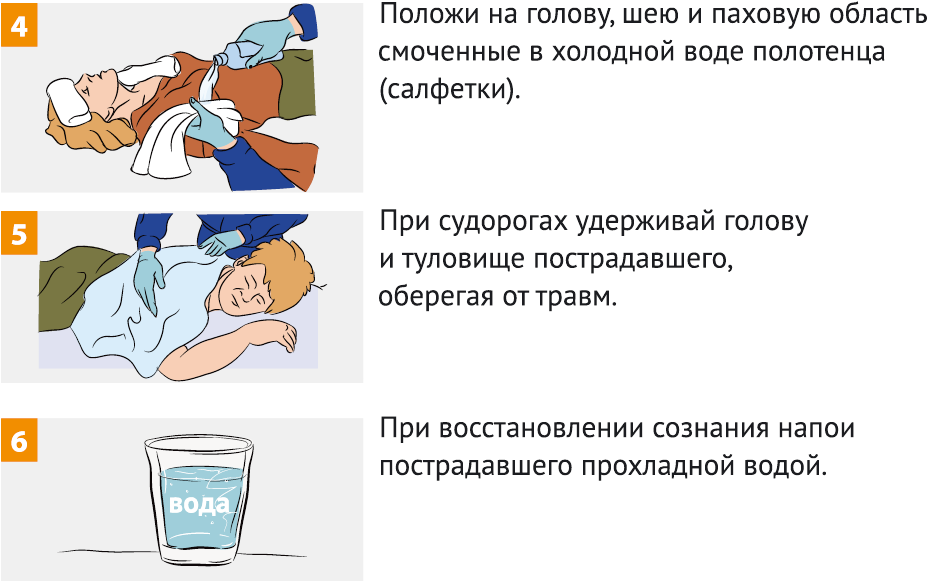 4
Положи на голову, шею и паховую область
смоченные в холодной воде полотенца
(салфетки).
5
При судорогах удерживай голову
и туловище пострадавшего,
оберегая от травм.
6
При восстановлении сознания напои
пострадавшего прохладной водой.
вода